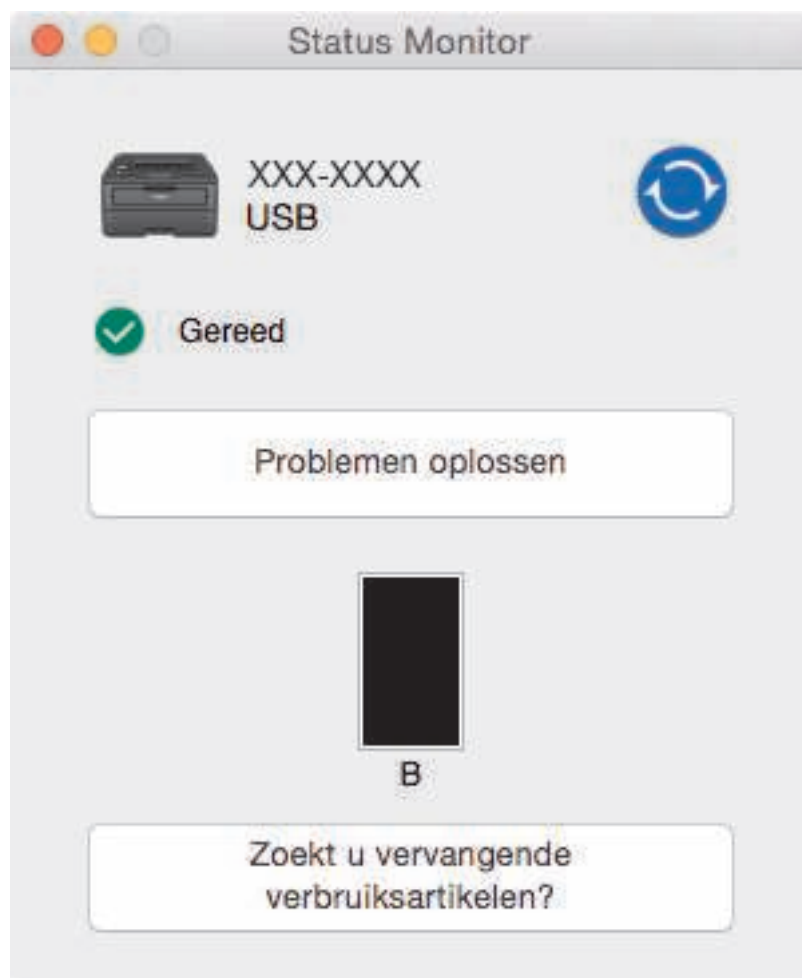 Status Monitor
XXX-XXXX
USB
Gereed
Problemen oplossen
B
Zoekt u vervangende
verbruiksartikelen?